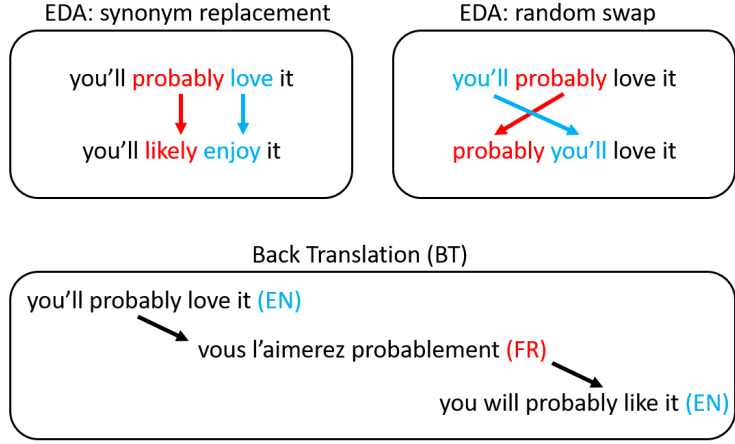 EDA: synonym replacement
you'll probably love it
you'll likely enjoy it
EDA: random swap
you'll probably love it
probably you'll love it
Back Translation (BT)
you'll probably love it (EN)
vous l'aimerez probablement (FR)
you will probably like it (EN)